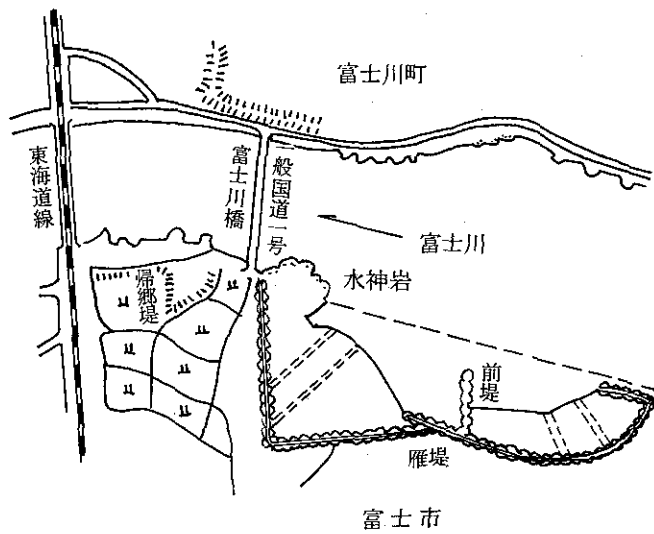 富士川町
東海道線
富士川橋
一般国道一号
富士川
水神岩
帰郷堤
前堤
雁堤
富士市